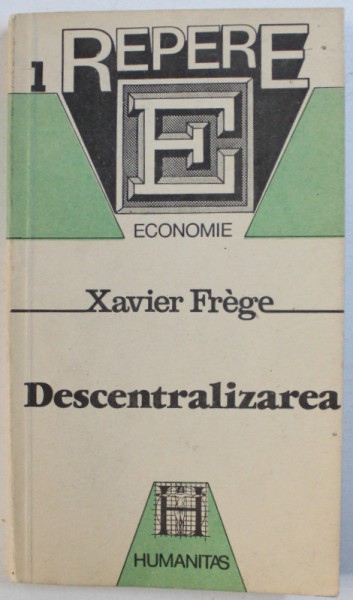 1 REPERE
E
ECONOMIE
Xavier Frège
Descentralizarea
H
HUMANITAS